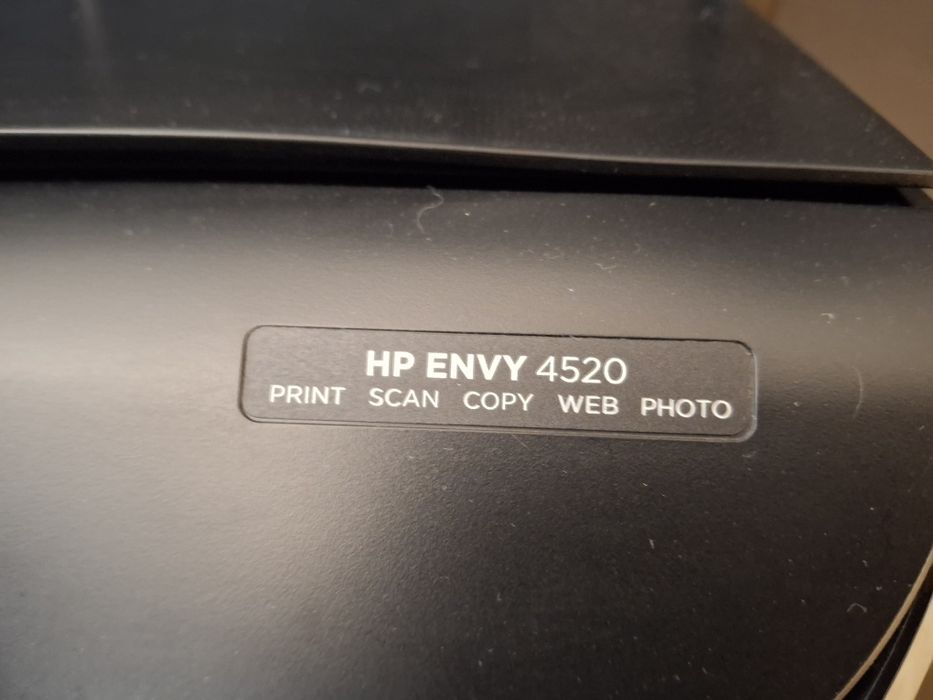 HP ENVY 4520
PRINT SCAN COPY WEB PHOTO